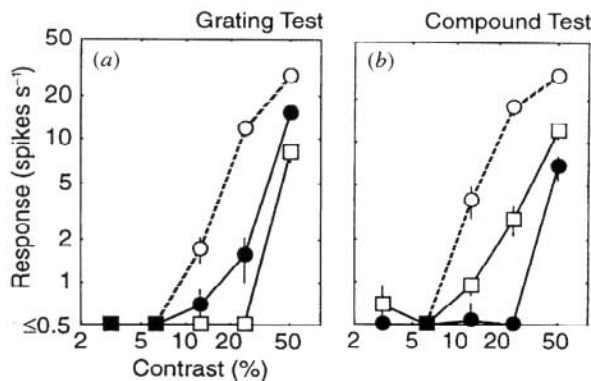 Grating Test
Compound Test
(a)
(b)
Response (spikes s⁻¹)
50
20
10
5
2
1
≤0.5
2 5 10 20 50
2 5 10 20 50
Contrast (%)
Contrast (%)